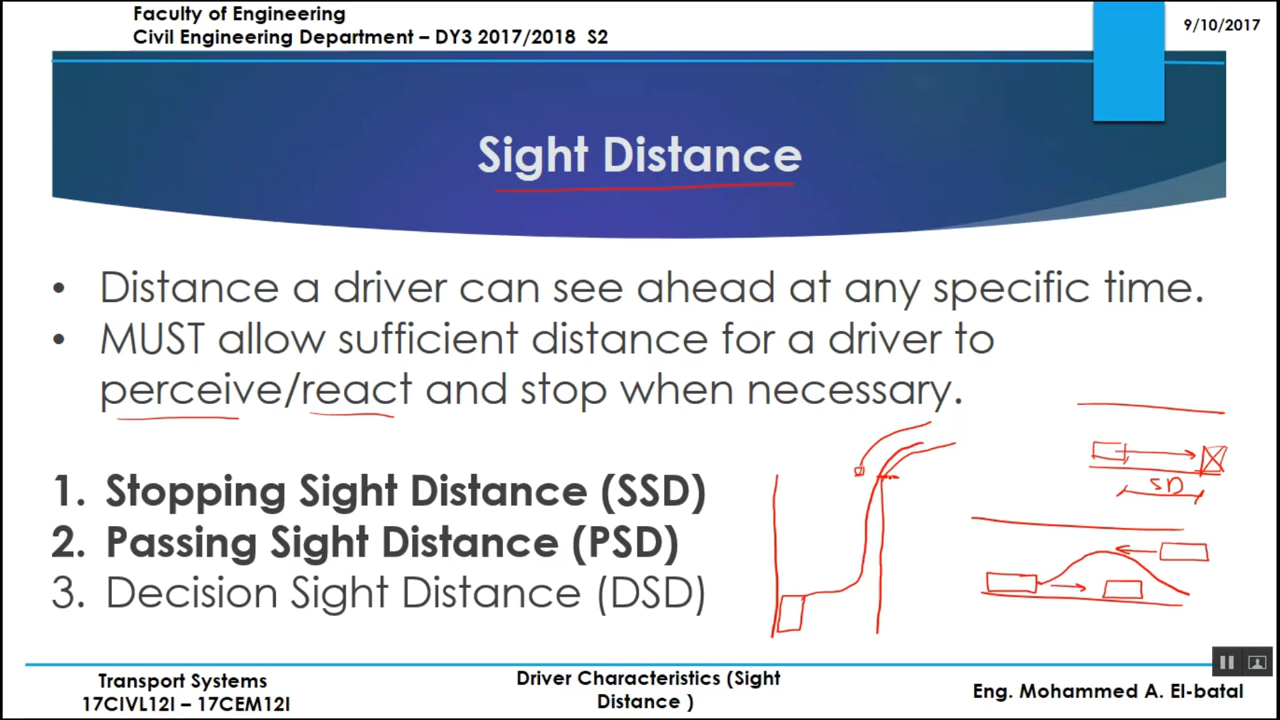 Faculty of Engineering
Civil Engineering Department – DY3 2017/2018 S2
9/10/2017
Sight Distance
• Distance a driver can see ahead at any specific time.
• MUST allow sufficient distance for a driver to
perceive/react and stop when necessary.
1. Stopping Sight Distance (SSD)
2. Passing Sight Distance (PSD)
3. Decision Sight Distance (DSD)
SD
Transport Systems
17CIVL12I – 17CEM12I
Driver Characteristics (Sight
Distance )
Eng. Mohammed A. El-batal